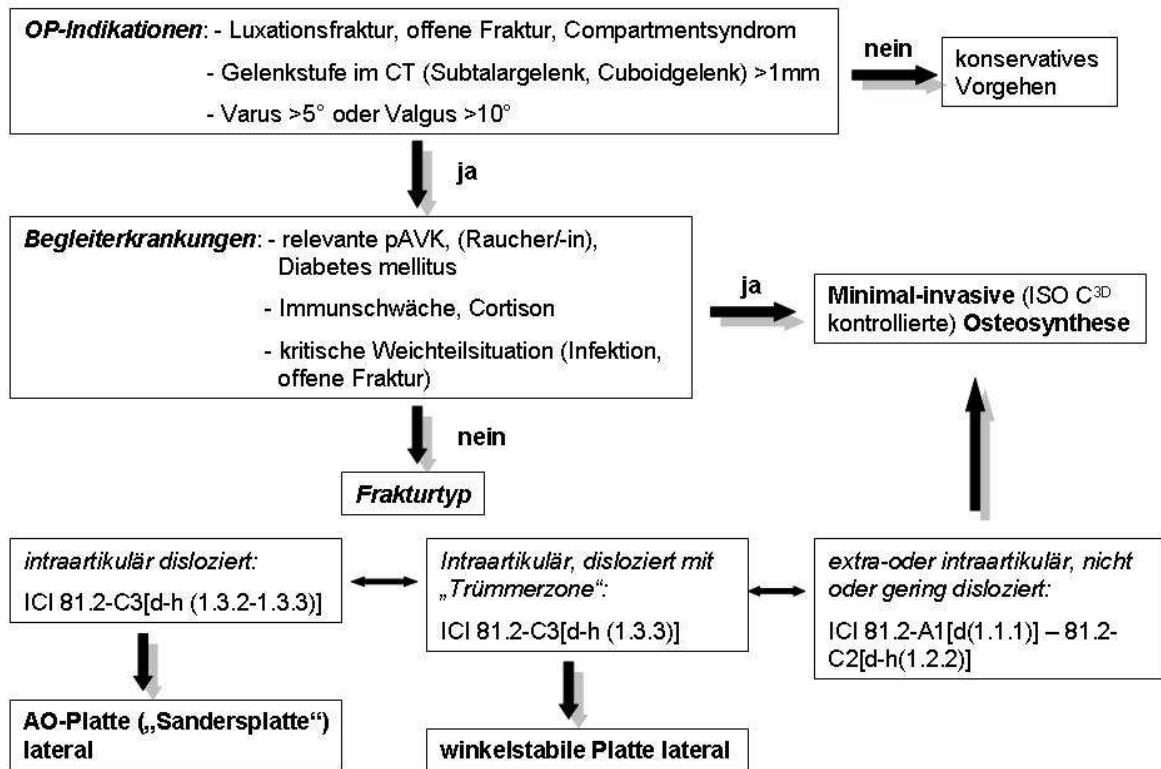 OP-Indikationen: - Luxationsfraktur, offene Fraktur, Compartmentsyndrom
- Gelenkstufe im CT (Subtalargelenk, Cuboidgelenk) >1mm
- Varus >5° oder Valgus >10°
nein
konservatives
Vorgehen
ja
Begleiterkrankungen: - relevante pAVK, (Raucher/-in),
Diabetes mellitus
- Immunschwäche, Cortison
- kritische Weichteilsituation (Infektion,
offene Fraktur)
ja
Minimal-invasive (ISO C3D
kontrollierte) Osteosynthese
nein
Frakturtyp
intraartikulär disloziert:
ICI 81.2-C3[d-h (1.3.2-1.3.3)]
Intraartikulär, disloziert mit
„Trümmerzone“:
ICI 81.2-C3[d-h (1.3.3)]
extra-oder intraartikulär, nicht
oder gering disloziert:
ICI 81.2-A1[d(1.1.1)] – 81.2-
C2[d-h(1.2.2)]
AO-Platte („Sandersplatte“)
lateral
winkelstabile Platte lateral